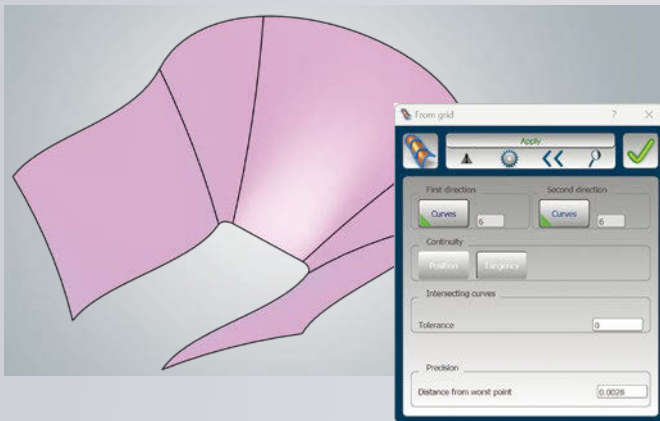 From grid ? ×
Apply
First direction Second direction
Curves 6 Curves 6
Continuity
Position Tangency
Intersecting curves
Tolerance 0
Precision
Distance from worst point 0.0028